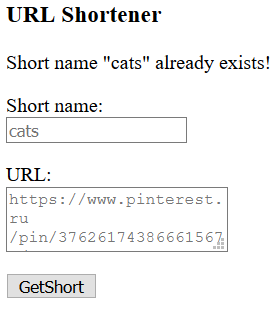 URL Shortener
Short name "cats" already exists!
Short name:
cats
URL:
https://www.pinterest.
ru
/pin/37626174386661567
GetShort